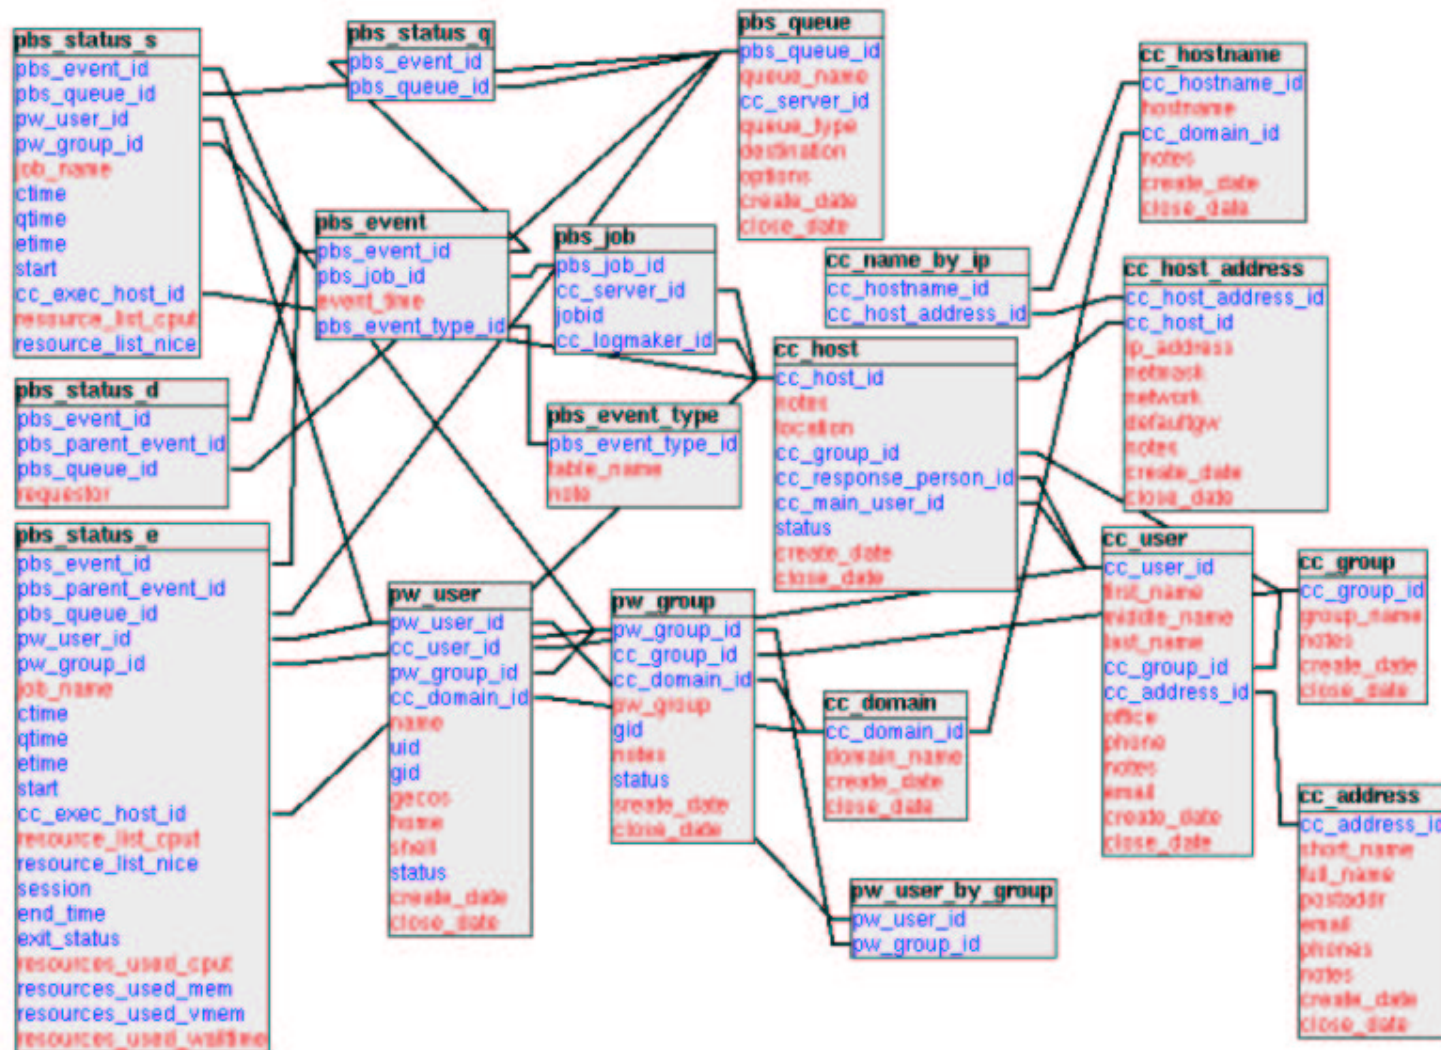 pbs_status_s
pbs_event_id
pbs_queue_id
pw_user_id
pw_group_id
job_name
ctime
qtime
etime
start
cc_exec_host_id
resource_list_cput
resource_list_nice
pbs_status_q
pbs_event_id
pbs_queue_id
pbs_queue
pbs_queue_id
queue_name
cc_server_id
queue_type
destination
options
create_date
close_date
cc_hostname
cc_hostname_id
hostname
cc_domain_id
notes
create_date
close_date
pbs_event
pbs_event_id
pbs_job_id
event_time
pbs_event_type_id
pbs_job
pbs_job_id
cc_server_id
jobid
cc_logmaker_id
cc_name_by_ip
cc_hostname_id
cc_host_address_id
cc_host_address
cc_host_address_id
cc_host_id
ip_address
netmask
network
defaultgw
notes
create_date
close_date
cc_host
cc_host_id
notes
location
cc_group_id
cc_response_person_id
cc_main_user_id
status
create_date
close_date
pbs_status_d
pbs_event_id
pbs_parent_event_id
pbs_queue_id
requestor
pbs_event_type
pbs_event_type_id
table_name
note
pbs_status_e
pbs_event_id
pbs_parent_event_id
pbs_queue_id
pw_user_id
pw_group_id
job_name
ctime
qtime
etime
start
cc_exec_host_id
resource_list_cput
resource_list_nice
session
end_time
exit_status
resources_used_cput
resources_used_mem
resources_used_vmem
resources_used_walltime
pw_user
pw_user_id
cc_user_id
pw_group_id
cc_domain_id
name
uid
gid
gecos
home
shell
status
create_date
close_date
pw_group
pw_group_id
cc_group_id
cc_domain_id
pw_group
gid
notes
status
sreate_date
close_date
cc_domain
cc_domain_id
domain_name
create_date
close_date
cc_user
cc_user_id
first_name
middle_name
last_name
cc_group_id
cc_address_id
office
phone
notes
email
create_date
close_date
cc_group
cc_group_id
group_name
notes
create_date
close_date
cc_address
cc_address_id
short_name
full_name
postaddr
email
phones
notes
create_date
close_date
pw_user_by_group
pw_user_id
pw_group_id